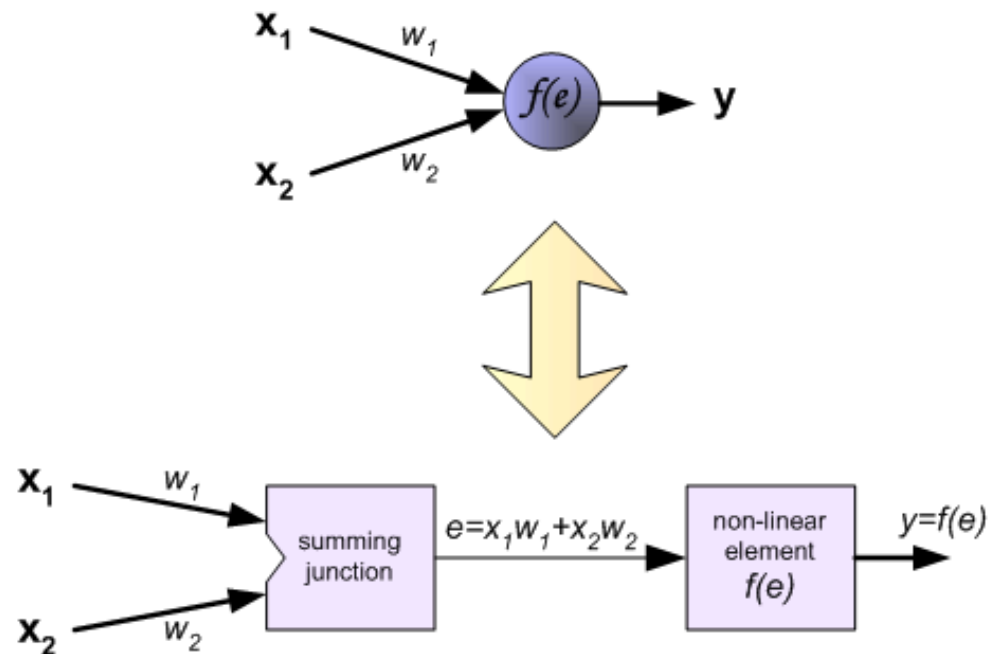 x₁
w₁
f(e)
y
x₂
w₂
x₁
w₁
summing
junction
e=x₁w₁+x₂w₂
non-linear
element
f(e)
y=f(e)
x₂
w₂